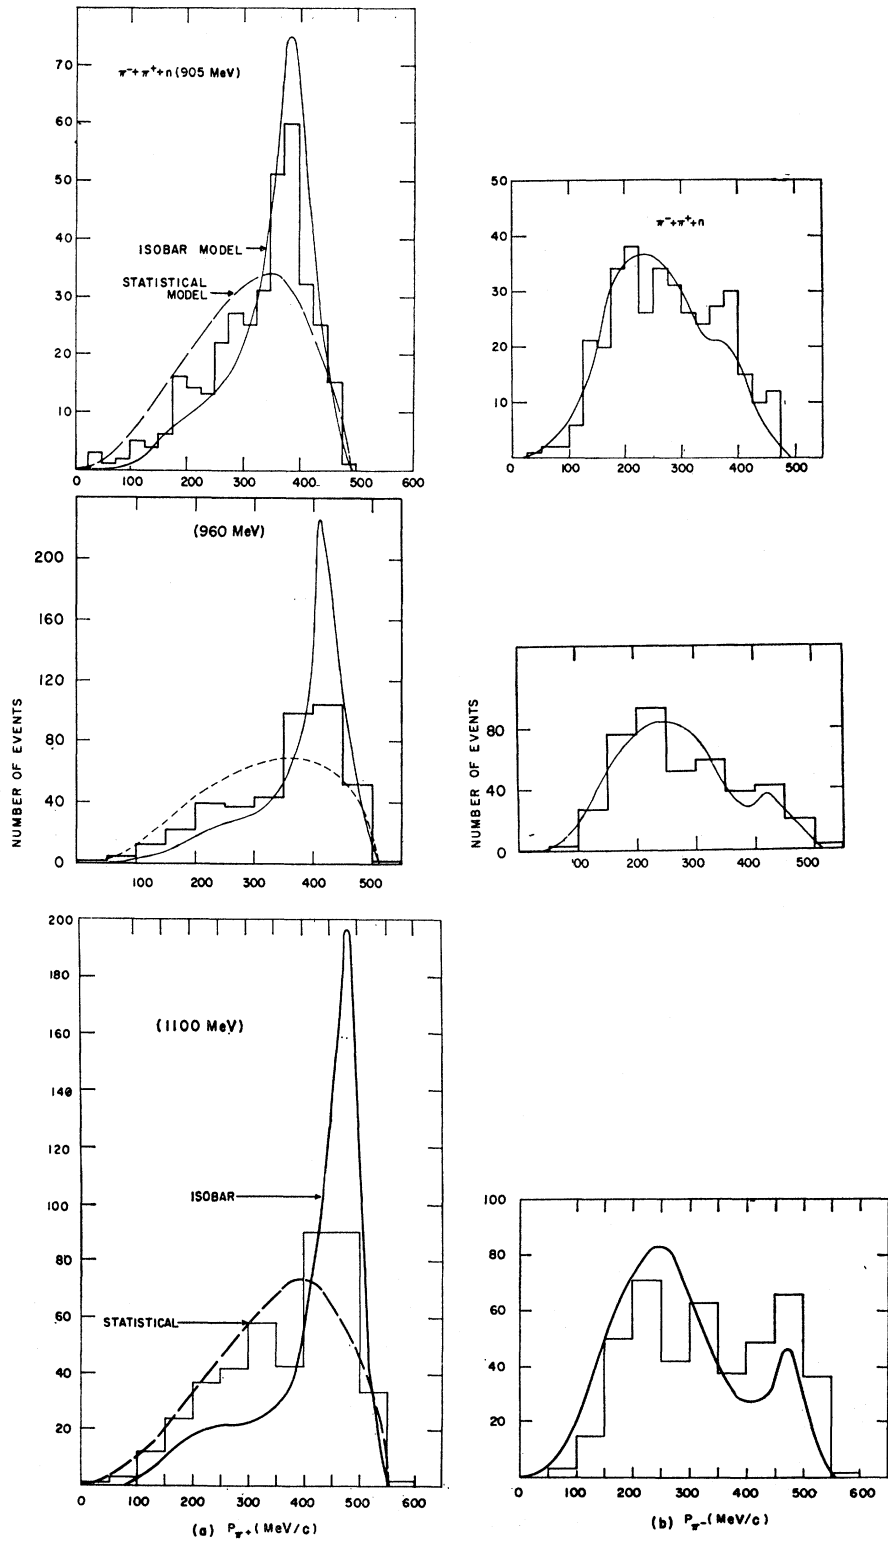 π⁻+π⁺+n (905 MeV)
70
60
50
40
30
20
10
ISOBAR MODEL
STATISTICAL
MODEL
0 100 200 300 400 500 600
π⁻+π⁺+n
50
40
30
20
10
0 100 200 300 400 500
(960 MeV)
NUMBER OF EVENTS
200
160
120
80
40
0
100 200 300 400 500
NUMBER OF EVENTS
80
40
0
00 200 300 400 500
(1100 MeV)
200
180
160
140
120
100
80
60
40
20
ISOBAR
STATISTICAL
0 100 200 300 400 500 600
(a) P_π⁺ (MeV/c)
100
80
60
40
20
0 100 200 300 400 500 600
(b) P_π⁻ (MeV/c)